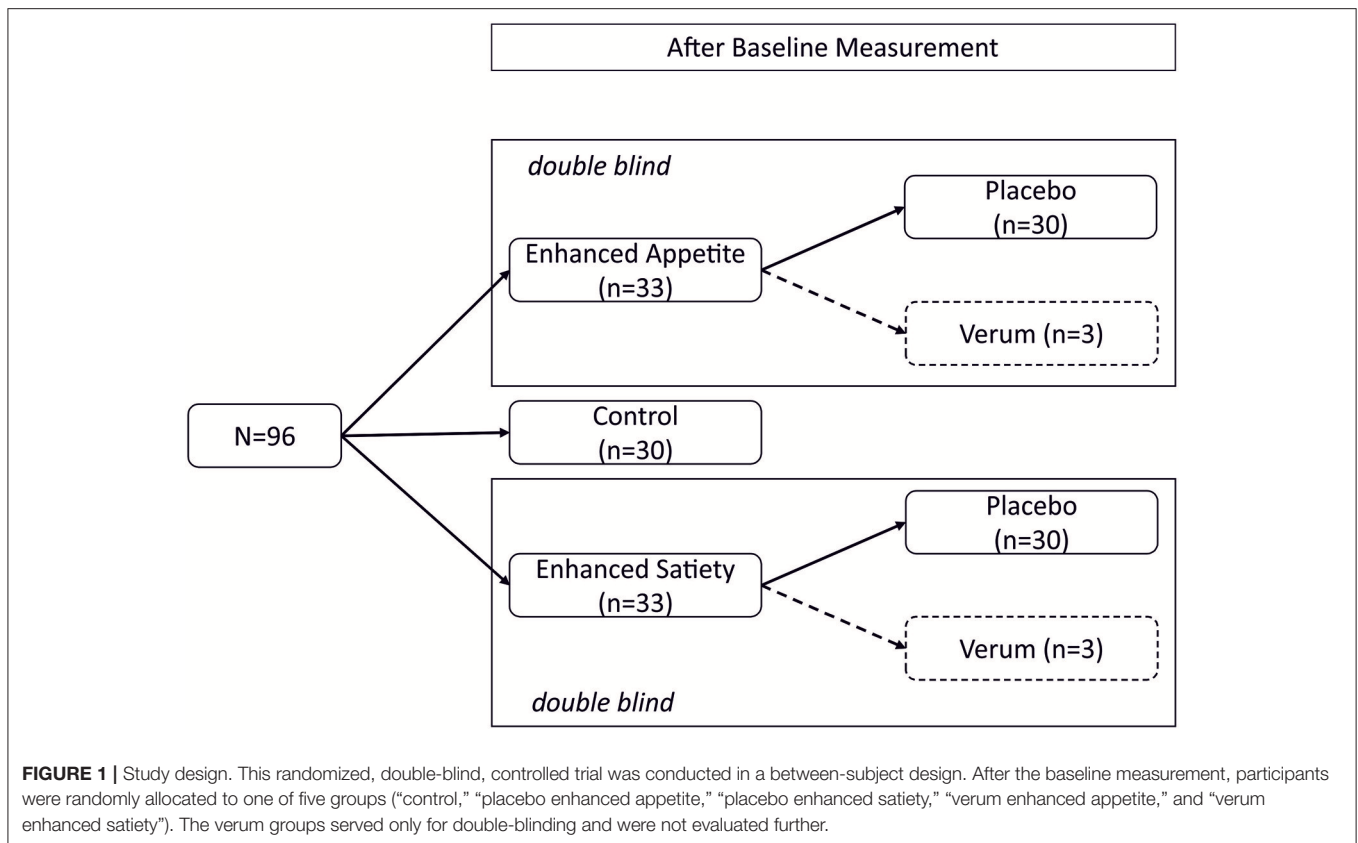 After Baseline Measurement
double blind
Placebo
(n=30)
Enhanced Appetite
(n=33)
Verum (n=3)
N=96
Control
(n=30)
Placebo
(n=30)
Enhanced Satiety
(n=33)
Verum (n=3)
double blind
FIGURE 1 | Study design. This randomized, double-blind, controlled trial was conducted in a between-subject design. After the baseline measurement, participants
were randomly allocated to one of five groups (“control,” “placebo enhanced appetite,” “placebo enhanced satiety,” “verum enhanced appetite,” and “verum
enhanced satiety”). The verum groups served only for double-blinding and were not evaluated further.